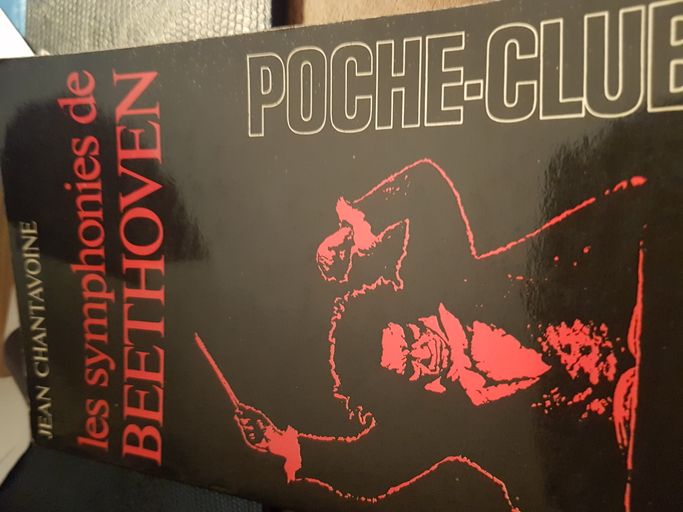 JEAN CHANTAVOINE
les symphonies de
BEETHOVEN
POCHE-CLUB